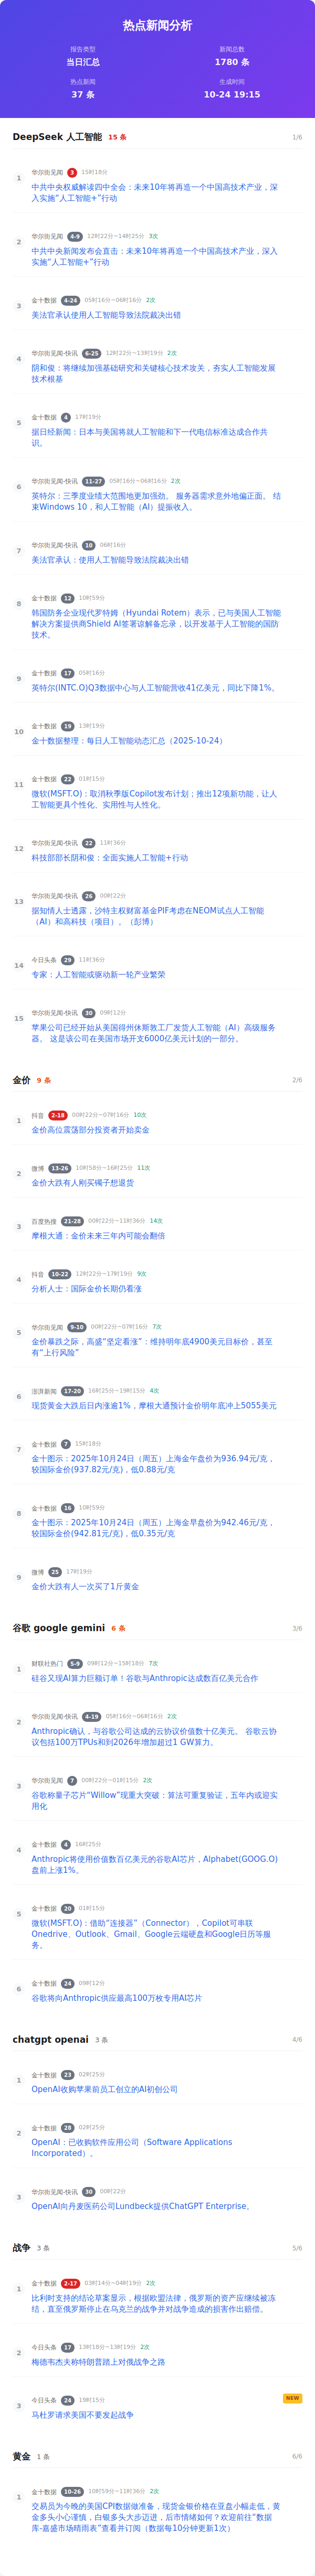 热点新闻分析
报告类型
当日汇总
新闻总数
1780 条
热点新闻
37 条
生成时间
10-24 19:15
DeepSeek 人工智能 15 条 1/6
1
华尔街见闻 3 15时18分
中共中央权威解读四中全会：未来10年将再造一个中国高技术产业，深
入实施“人工智能+”行动
2
华尔街见闻 4-9 12时22分~14时25分 3次
中共中央新闻发布会直击：未来10年将再造一个中国高技术产业，深入
实施“人工智能+”行动
3
金十数据 4-24 05时16分~06时16分 2次
美法官承认使用人工智能导致法院裁决出错
4
华尔街见闻-快讯 6-25 12时22分~13时19分 2次
阴和俊：将继续加强基础研究和关键核心技术攻关，夯实人工智能发展
技术根基
5
金十数据 4 17时19分
据日经新闻：日本与美国将就人工智能和下一代电信标准达成合作共
识。
6
华尔街见闻-快讯 11-27 05时16分~06时16分 2次
英特尔：三季度业绩大范围地更加强劲。 服务器需求意外地偏正面。 结
束Windows 10，和人工智能（AI）提振收入。
7
华尔街见闻-快讯 10 06时16分
美法官承认：使用人工智能导致法院裁决出错
8
金十数据 12 10时59分
韩国防务企业现代罗特姆（Hyundai Rotem）表示，已与美国人工智能
解决方案提供商Shield AI签署谅解备忘录，以开发基于人工智能的国防
技术。
9
金十数据 17 05时16分
英特尔(INTC.O)Q3数据中心与人工智能营收41亿美元，同比下降1%。
10
金十数据 19 13时19分
金十数据整理：每日人工智能动态汇总（2025-10-24）
11
金十数据 22 01时15分
微软(MSFT.O)：取消秋季版Copilot发布计划；推出12项新功能，让人
工智能更具个性化、实用性与人性化。
12
华尔街见闻-快讯 22 11时36分
科技部部长阴和俊：全面实施人工智能+行动
13
华尔街见闻-快讯 26 00时22分
据知情人士透露，沙特主权财富基金PIF考虑在NEOM试点人工智能
（AI）和高科技（项目）。（彭博）
14
今日头条 29 11时36分
专家：人工智能或驱动新一轮产业繁荣
15
华尔街见闻-快讯 30 09时12分
苹果公司已经开始从美国得州休斯敦工厂发货人工智能（AI）高级服务
器。 这是该公司在美国市场开支6000亿美元计划的一部分。
金价 9 条 2/6
1
抖音 2-18 00时22分~07时16分 10次
金价高位震荡部分投资者开始卖金
2
微博 13-26 10时58分~16时25分 11次
金价大跌有人刚买镯子想退货
3
百度热搜 21-28 00时22分~11时36分 14次
摩根大通：金价未来三年内可能会翻倍
4
抖音 10-22 12时22分~17时19分 9次
分析人士：国际金价长期仍看涨
5
华尔街见闻 9-10 00时22分~07时16分 7次
金价暴跌之际，高盛“坚定看涨”：维持明年底4900美元目标价，甚至
有“上行风险”
6
澎湃新闻 17-20 16时25分~19时15分 4次
现货黄金大跌后日内涨逾1%，摩根大通预计金价明年底冲上5055美元
7
金十数据 7 15时18分
金十图示：2025年10月24日（周五）上海金午盘价为936.94元/克，
较国际金价(937.82元/克)，低0.88元/克
8
金十数据 16 10时59分
金十图示：2025年10月24日（周五）上海金早盘价为942.46元/克，
较国际金价(942.81元/克)，低0.35元/克
9
微博 25 17时19分
金价大跌有人一次买了1斤黄金
谷歌 google gemini 6 条 3/6
1
财联社热门 5-9 09时12分~15时18分 7次
硅谷又现AI算力巨额订单！谷歌与Anthropic达成数百亿美元合作
2
华尔街见闻-快讯 4-19 05时16分~06时16分 2次
Anthropic确认，与谷歌公司达成的云协议价值数十亿美元。 谷歌云协
议包括100万TPUs和到2026年增加超过1 GW算力。
3
华尔街见闻 7 00时22分~01时15分 2次
谷歌称量子芯片“Willow”现重大突破：算法可重复验证，五年内或迎实
用化
4
金十数据 4 16时25分
Anthropic将使用价值数百亿美元的谷歌AI芯片，Alphabet(GOOG.O)
盘前上涨1%。
5
金十数据 20 01时15分
微软(MSFT.O)：借助“连接器”（Connector），Copilot可串联
Onedrive、Outlook、Gmail、Google云端硬盘和Google日历等服
务。
6
金十数据 24 09时12分
谷歌将向Anthropic供应最高100万枚专用AI芯片
chatgpt openai 3 条 4/6
1
金十数据 23 02时25分
OpenAI收购苹果前员工创立的AI初创公司
2
金十数据 28 02时25分
OpenAI：已收购软件应用公司（Software Applications
Incorporated）。
3
华尔街见闻-快讯 30 00时22分
OpenAI向丹麦医药公司Lundbeck提供ChatGPT Enterprise。
战争 3 条 5/6
1
金十数据 2-17 03时14分~04时19分 2次
比利时支持的结论草案显示，根据欧盟法律，俄罗斯的资产应继续被冻
结，直至俄罗斯停止在乌克兰的战争并对战争造成的损害作出赔偿。
2
今日头条 17 13时18分~13时19分 2次
梅德韦杰夫称特朗普踏上对俄战争之路
3
今日头条 24 19时15分 NEW
马杜罗请求美国不要发起战争
黄金 1 条 6/6
1
金十数据 10-26 10时59分~11时36分 2次
交易员为今晚的美国CPI数据做准备，现货金银价格在亚盘小幅走低，黄
金多头小心谨慎，白银多头大步迈进，后市情绪如何？欢迎前往“数据
库-嘉盛市场晴雨表”查看并订阅（数据每10分钟更新1次）